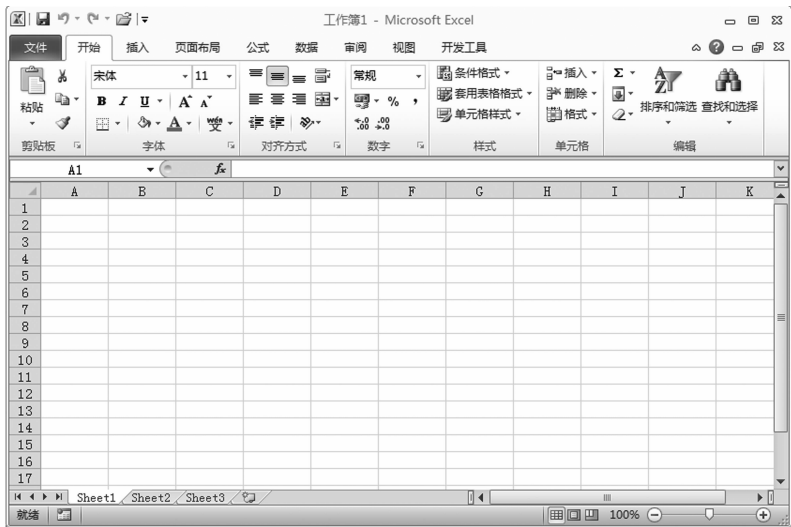 工作簿1 - Microsoft Excel
文件 开始 插入 页面布局 公式 数据 审阅 视图 开发工具
宋体 11 常规 条件格式 插入 Σ
粘贴 B I U A A % , 套用表格格式 删除 排序和筛选 查找和选择
A wén 变 .00 .00 单元格样式 格式
剪贴板 字体 对齐方式 数字 样式 单元格 编辑
A1 fx
A B C D E F G H I J K
1
2
3
4
5
6
7
8
9
10
11
12
13
14
15
16
17
Sheet1 Sheet2 Sheet3
就绪 100%